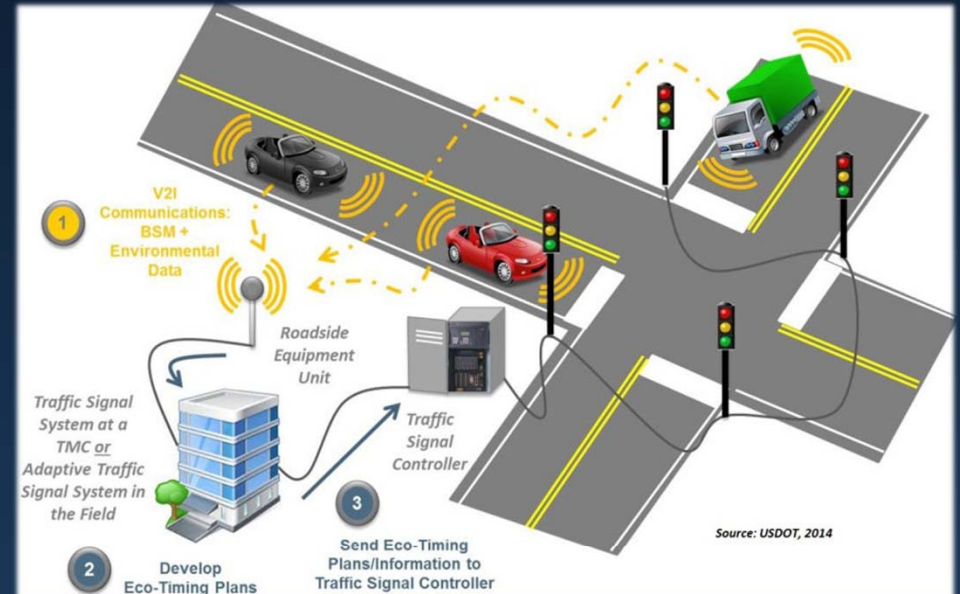 1
V2I
Communications:
BSM +
Environmental
Data
Roadside
Equipment
Unit
Traffic Signal
System at a
TMC or
Adaptive Traffic
Signal System in
the Field
Traffic
Signal
Controller
2
Develop
Eco-Timing Plans
3
Send Eco-Timing
Plans/Information to
Traffic Signal Controller
Source: USDOT, 2014